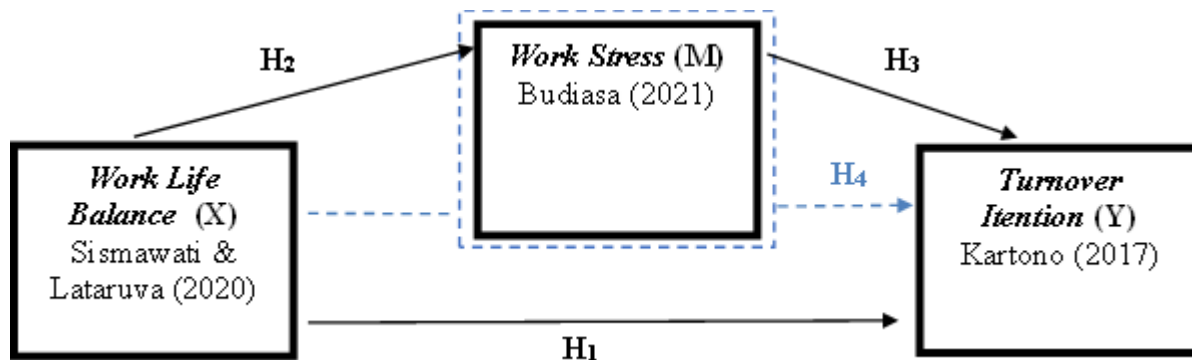 H2
Work Stress (M)
Budiasa (2021)
H3
Work Life
Balance (X)
Sismawati &
Lataruva (2020)
H4
Turnover
Itention (Y)
Kartono (2017)
H1